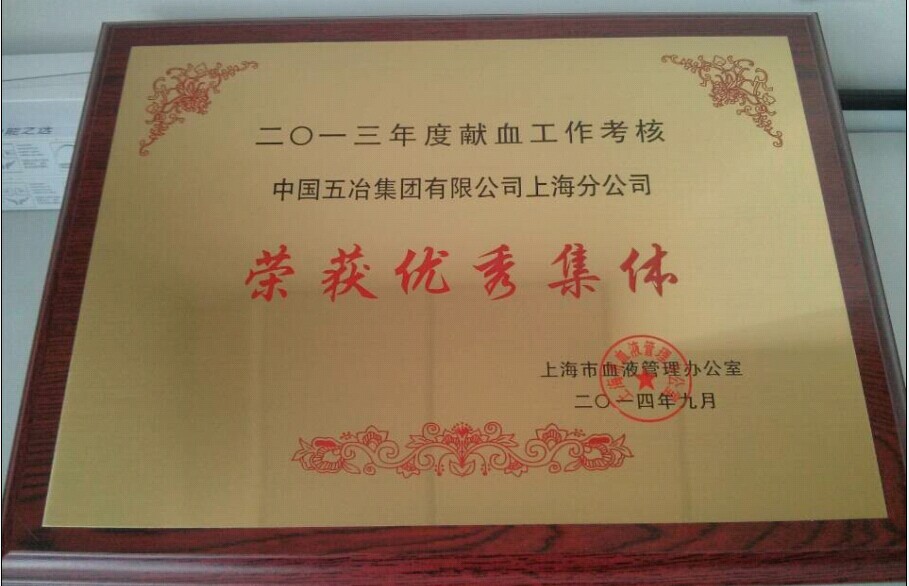 二〇一三年度献血工作考核
中国五冶集团有限公司上海分公司
荣获优秀集体
上海市血液管理办公室
二〇一四年九月